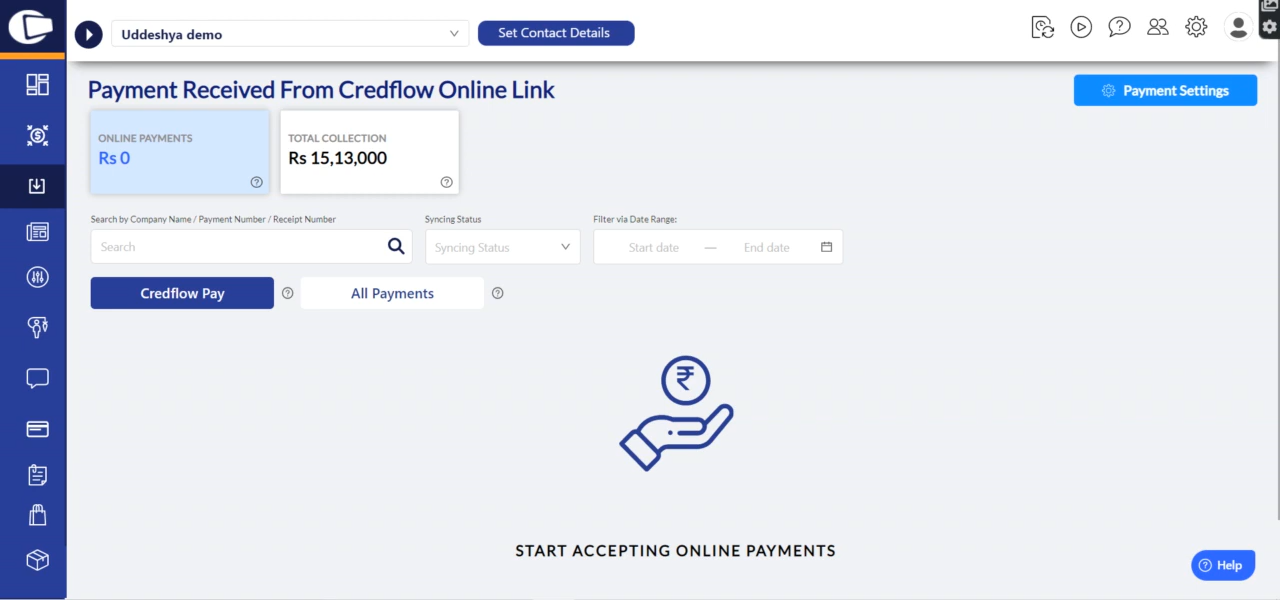 Uddeshya demo
Set Contact Details
Payment Received From Credflow Online Link
Payment Settings
ONLINE PAYMENTS
Rs 0
TOTAL COLLECTION
Rs 15,13,000
Search by Company Name / Payment Number / Receipt Number
Syncing Status
Filter via Date Range:
Search
Syncing Status
Start date
End date
Credflow Pay
All Payments
START ACCEPTING ONLINE PAYMENTS
Help